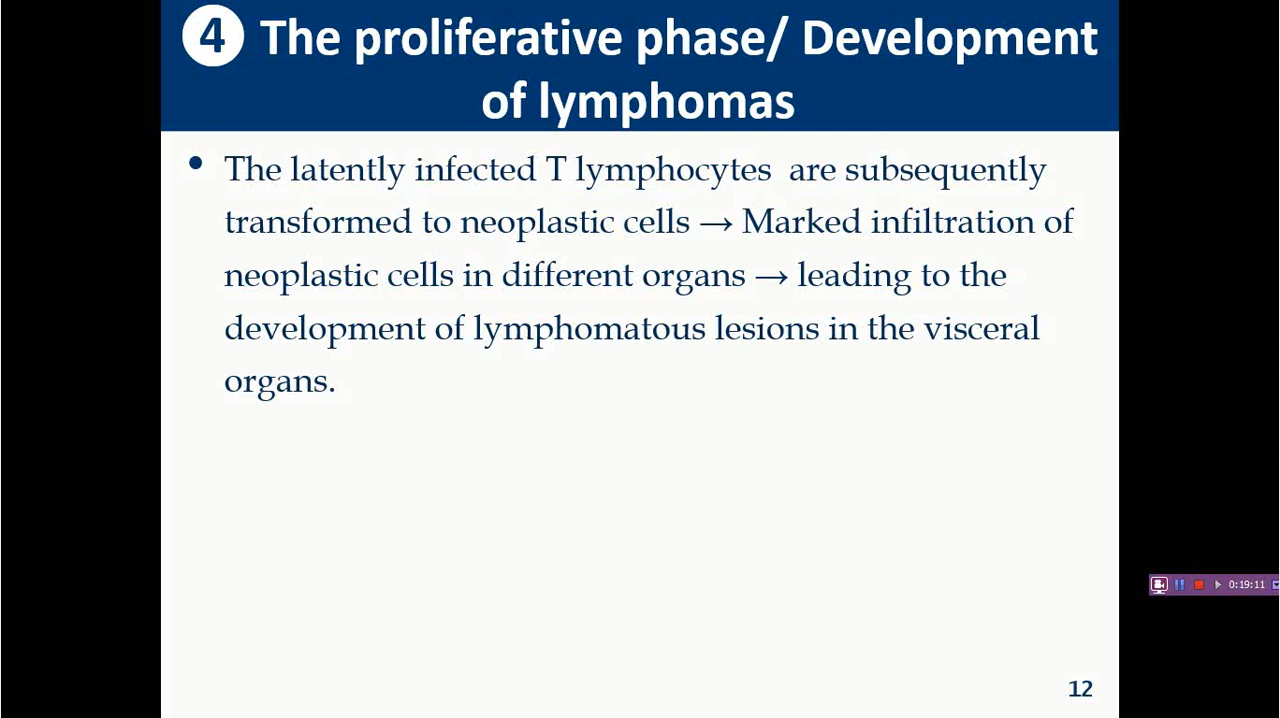 4 The proliferative phase/ Development
of lymphomas
• The latently infected T lymphocytes are subsequently
transformed to neoplastic cells → Marked infiltration of
neoplastic cells in different organs → leading to the
development of lymphomatous lesions in the visceral
organs.
0:19:11
12